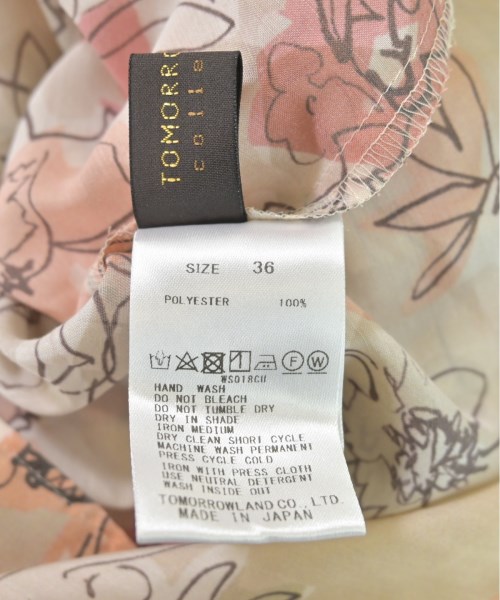 TOMORRO
colle
SIZE 36
POLYESTER 100%
F W
WS018GU
HAND WASH
DO NOT BLEACH
DO NOT TUMBLE DRY
DRY IN SHADE
IRON MEDIUM
DRY CLEAN SHORT CYCLE
MACHINE WASH PERMANENT
PRESS CYCLE COLD
IRON WITH PRESS CLOTH
USE NEUTRAL DETERGENT
WASH INSIDE OUT
TOMORROWLAND CO., LTD.
MADE IN JAPAN